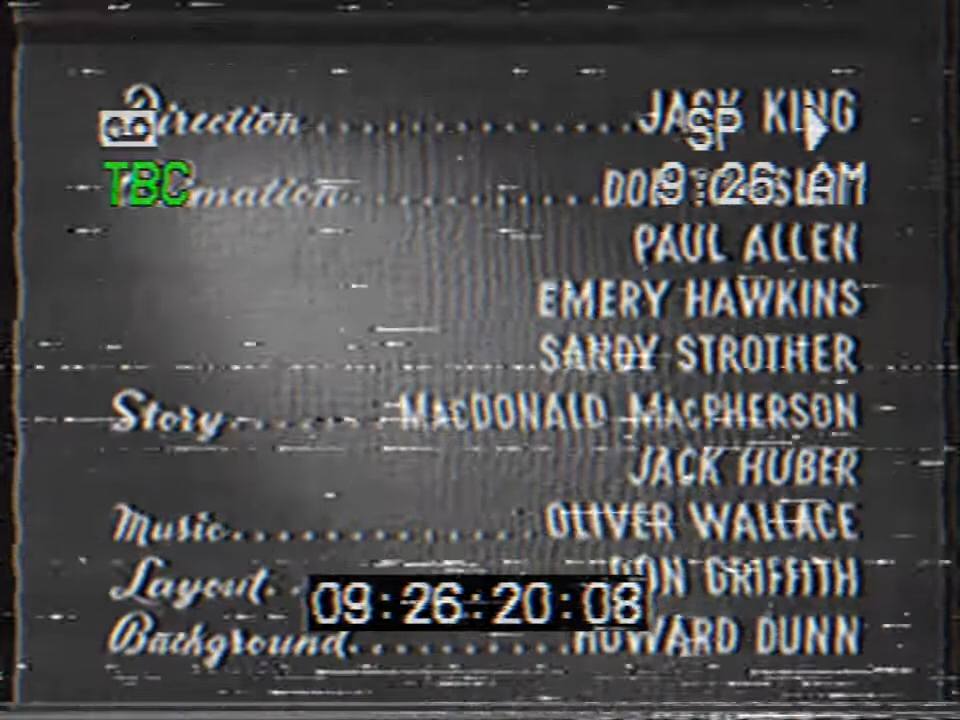 Direction JACK KING
SP
TBC
9:26 AM
PAUL ALLEN
EMERY HAWKINS
SANDY STROTHER
Story MACDONALD MACPHERSON
JACK HUBER
Music OLIVER WALLACE
Layout DON GRIFFITH
09:26:20:08
Background HOWARD DUNN